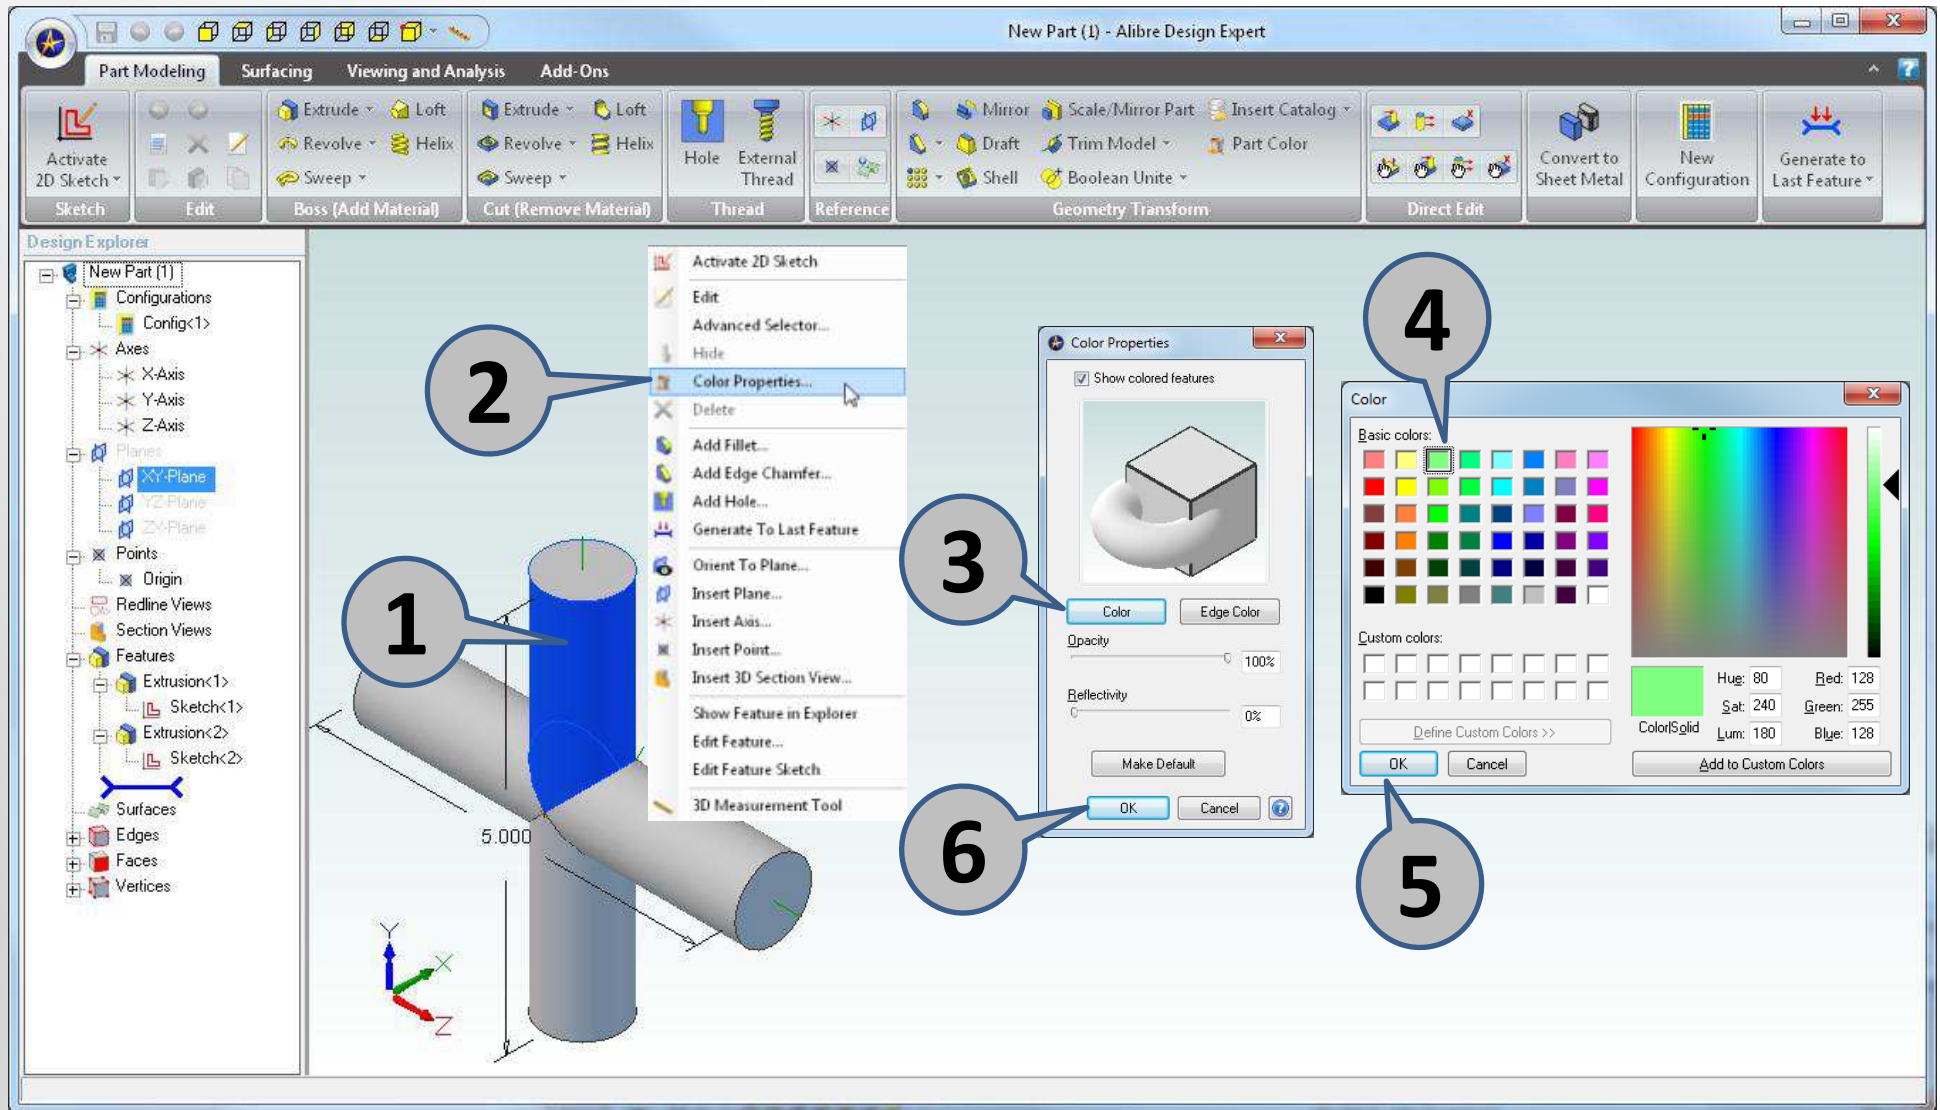 New Part (1) - Alibre Design Expert
Part Modeling Surfacing Viewing and Analysis Add-Ons
Activate
2D Sketch
Sketch
Edit
Extrude Loft
Revolve Helix
Sweep
Boss (Add Material)
Extrude Loft
Revolve Helix
Sweep
Cut (Remove Material)
Hole
External
Thread
Thread
Reference
Mirror Scale/Mirror Part Insert Catalog
Draft Trim Model Part Color
Shell Boolean Unite
Geometry Transform
Direct Edit
Convert to
Sheet Metal
New
Configuration
Generate to
Last Feature
Design Explorer
New Part (1)
Configurations
Config<1>
Axes
X-Axis
Y-Axis
Z-Axis
Planes
XY-Plane
YZ-Plane
ZX-Plane
Points
Origin
Redline Views
Section Views
Features
Extrusion<1>
Sketch<1>
Extrusion<2>
Sketch<2>
Surfaces
Edges
Faces
Vertices
1
5.000
Y
X
Z
2
Activate 2D Sketch
Edit
Advanced Selector...
Hide
Color Properties...
Delete
Add Fillet...
Add Edge Chamfer...
Add Hole...
Generate To Last Feature
Orient To Plane...
Insert Plane...
Insert Axis...
Insert Point...
Insert 3D Section View...
Show Feature in Explorer
Edit Feature...
Edit Feature Sketch
3D Measurement Tool
3
Color Properties
Show colored features
Color Edge Color
Opacity
100%
Reflectivity
0%
Make Default
OK Cancel ?
6
4
Color
Basic colors:
Custom colors:
Define Custom Colors >>
OK Cancel
Color|Solid
Hue: 80 Red: 128
Sat: 240 Green: 255
Lum: 180 Blue: 128
Add to Custom Colors
5